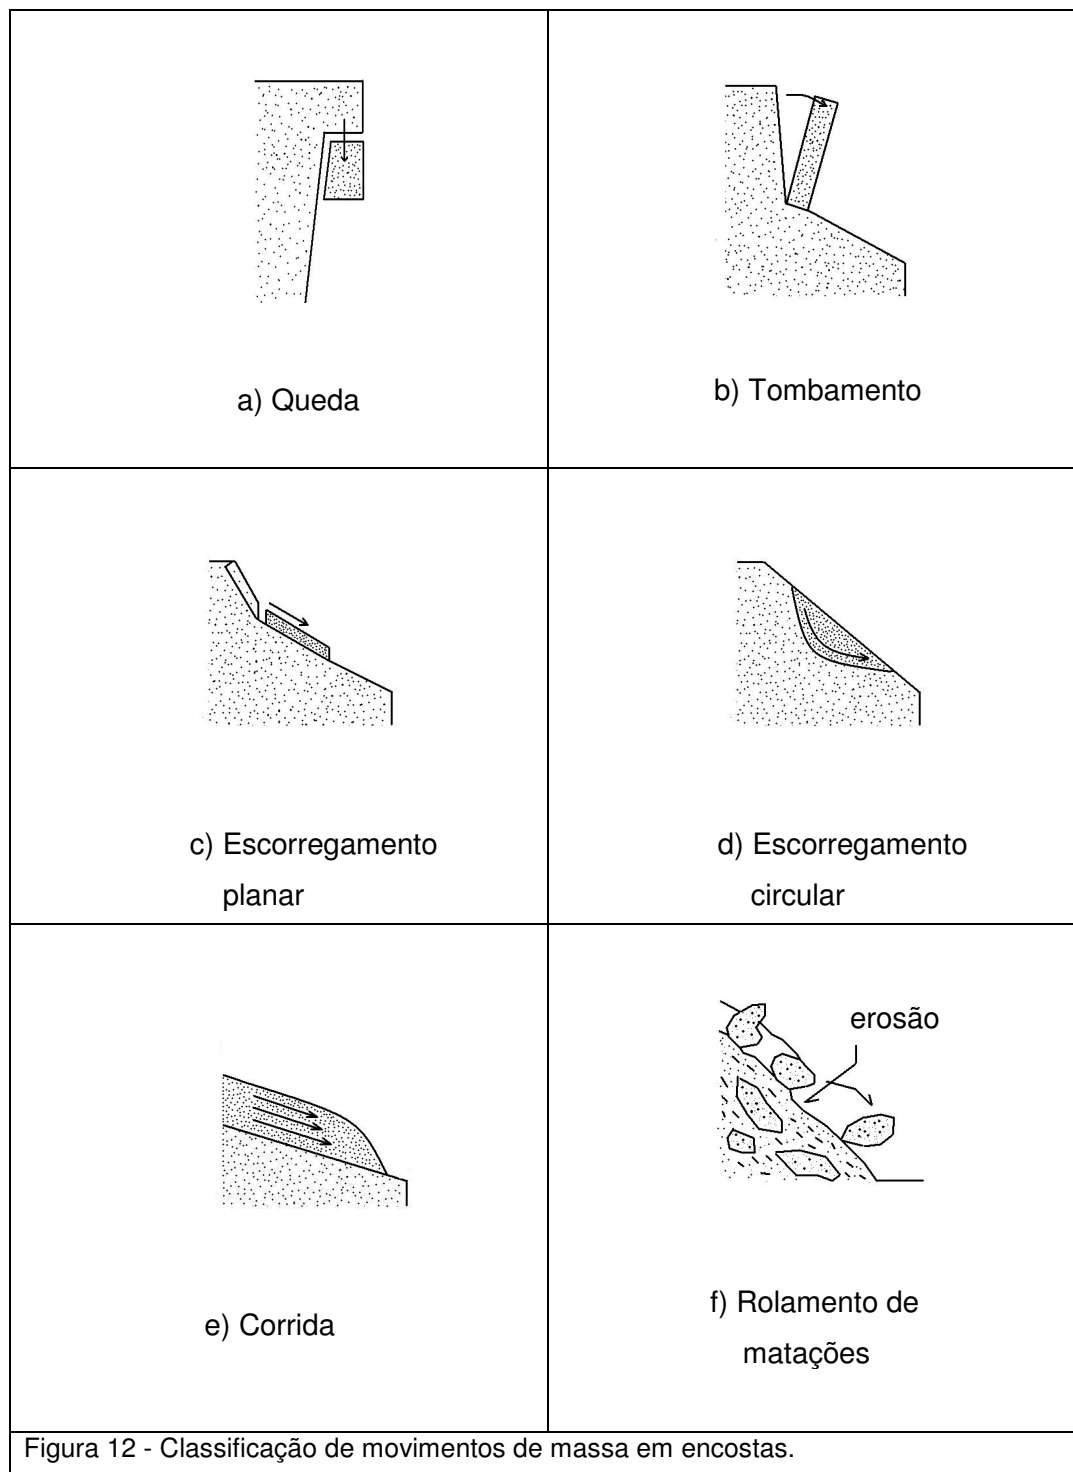 a) Queda
b) Tombamento
c) Escorregamento
planar
d) Escorregamento
circular
e) Corrida
erosão
f) Rolamento de
matações
Figura 12 - Classificação de movimentos de massa em encostas.